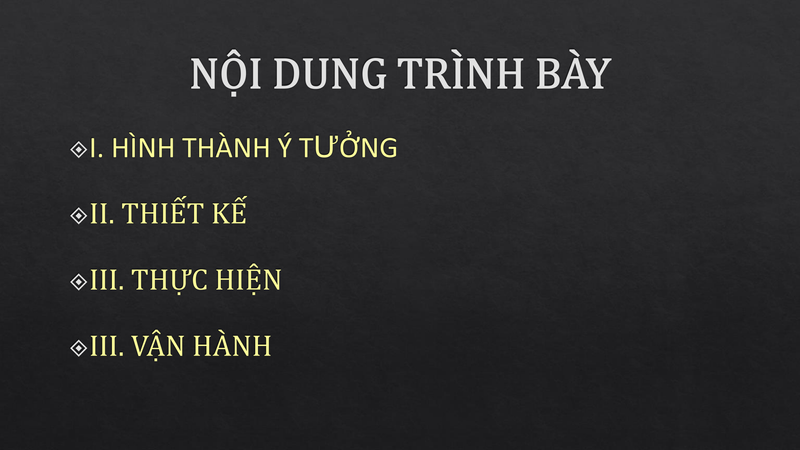 NỘI DUNG TRÌNH BÀY
I. HÌNH THÀNH Ý TƯỞNG
II. THIẾT KẾ
III. THỰC HIỆN
III. VẬN HÀNH